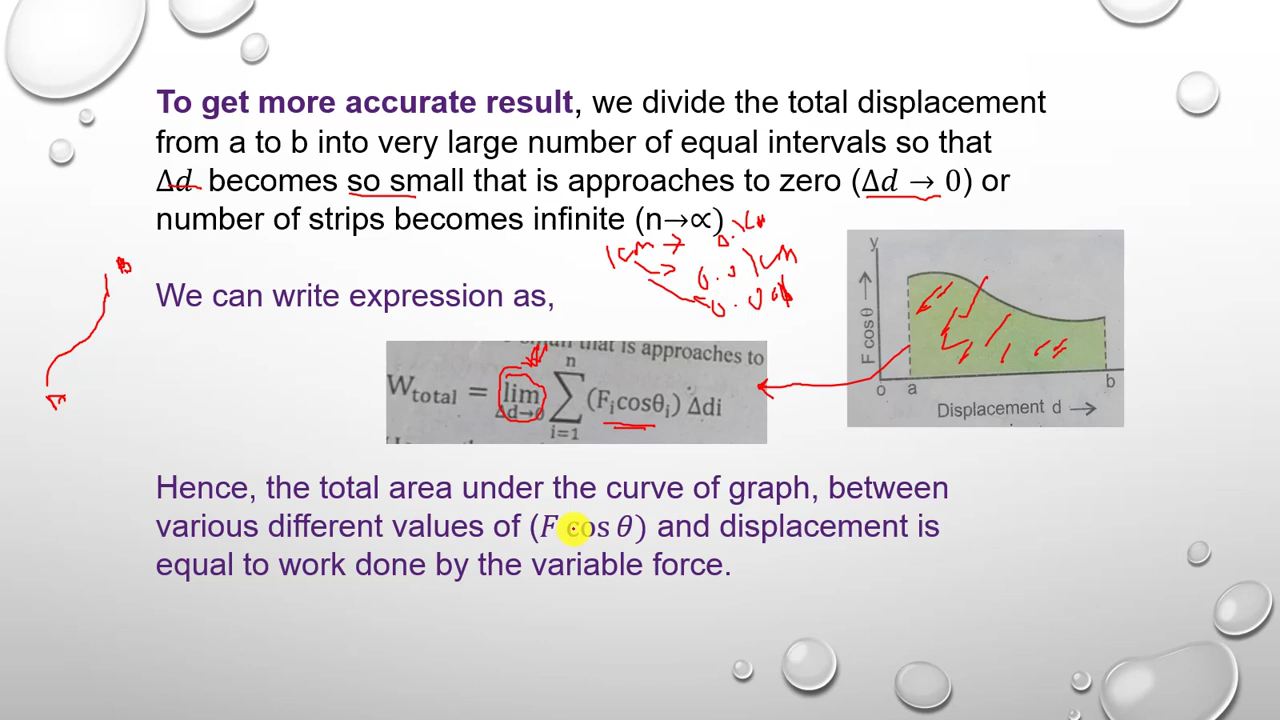 To get more accurate result, we divide the total displacement
from a to b into very large number of equal intervals so that
Δd becomes so small that is approaches to zero (Δd → 0) or
number of strips becomes infinite (n→∝)
1cm → 0.1cm
0.01cm
0.001
We can write expression as,
B
A
that is approaches to
W_total = lim_{Δd→0} ∑_{i=1}^{n} (F_i cosθ_i) Δdi
y
F cos θ →
o a b
Displacement d →
Hence, the total area under the curve of graph, between
various different values of (F cos θ) and displacement is
equal to work done by the variable force.